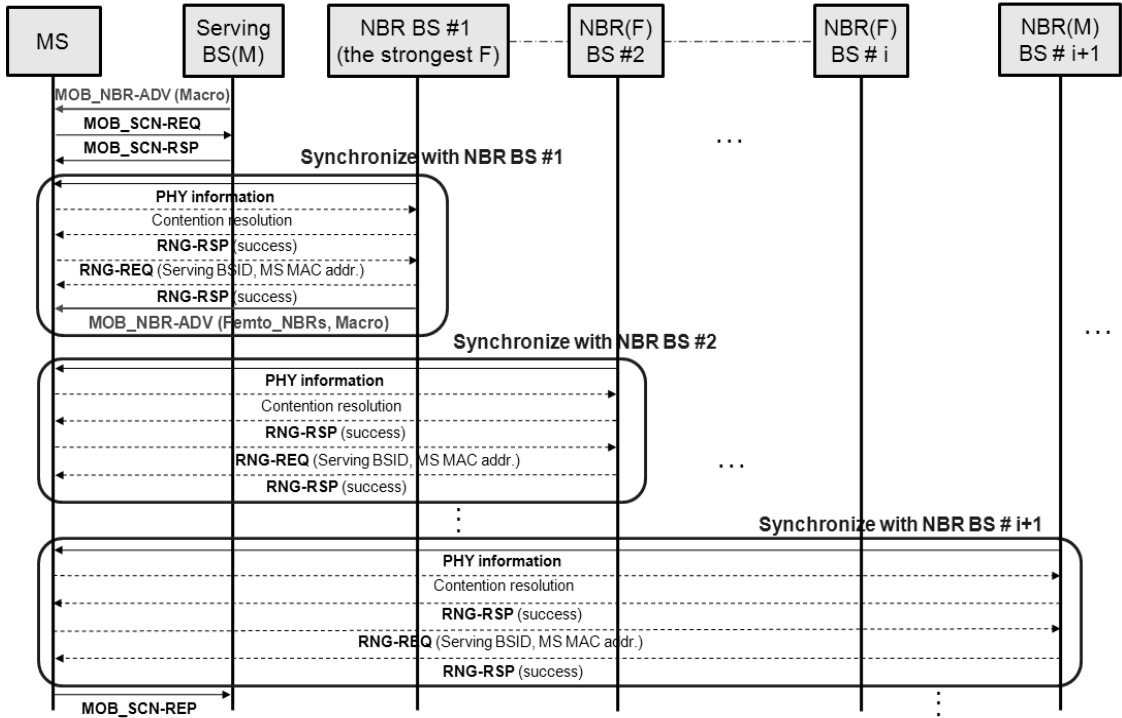 MS
Serving
BS(M)
NBR BS #1
(the strongest F)
NBR(F)
BS #2
NBR(F)
BS # i
NBR(M)
BS # i+1
MOB_NBR-ADV (Macro)
MOB_SCN-REQ
MOB_SCN-RSP
...
Synchronize with NBR BS #1
PHY information
Contention resolution
RNG-RSP (success)
RNG-REQ (Serving BSID, MS MAC addr.)
RNG-RSP (success)
MOB_NBR-ADV (Femto_NBRs, Macro)
...
Synchronize with NBR BS #2
PHY information
Contention resolution
RNG-RSP (success)
RNG-REQ (Serving BSID, MS MAC addr.)
...
RNG-RSP (success)
Synchronize with NBR BS # i+1
PHY information
Contention resolution
RNG-RSP (success)
RNG-REQ (Serving BSID, MS MAC addr.)
RNG-RSP (success)
MOB_SCN-REP